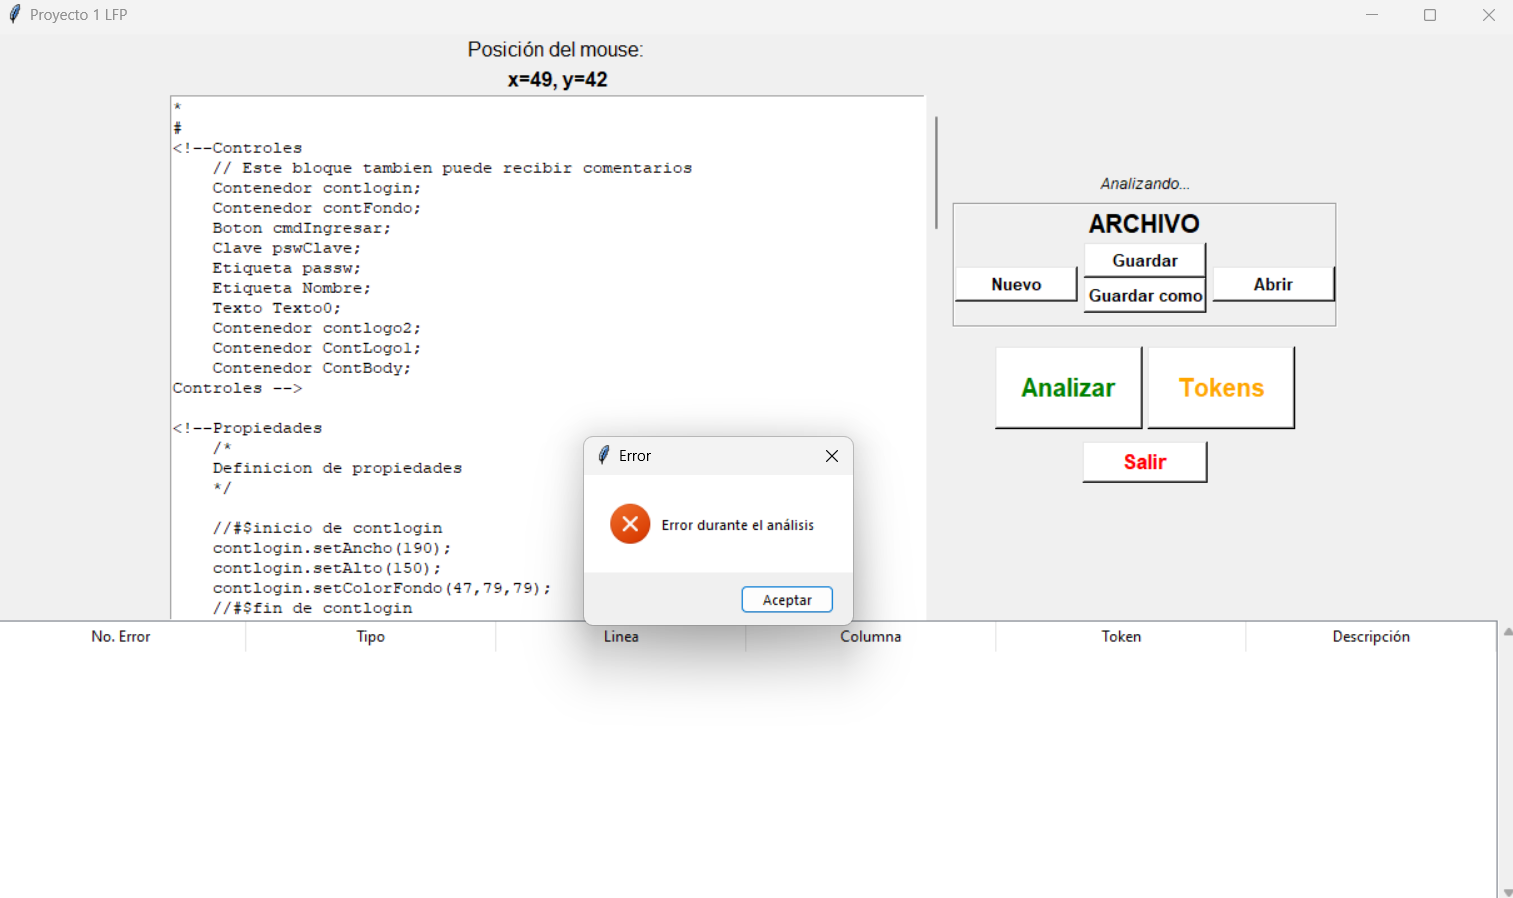 Proyecto 1 LFP
Posición del mouse:
x=49, y=42
*
#
<!--Controles
// Este bloque tambien puede recibir comentarios
Contenedor contlogin;
Contenedor contFondo;
Boton cmdIngresar;
Clave pswClave;
Etiqueta passw;
Etiqueta Nombre;
Texto Texto0;
Contenedor contlogo2;
Contenedor ContLogo1;
Contenedor ContBody;
Controles -->
<!--Propiedades
/*
Definicion de propiedades
*/
//#$inicio de contlogin
contlogin.setAncho(190);
contlogin.setAlto(150);
contlogin.setColorFondo(47,79,79);
//#$fin de contlogin
Analizando...
ARCHIVO
Nuevo
Guardar
Guardar como
Abrir
Analizar
Tokens
Salir
Error
Error durante el análisis
Aceptar
No. Error Tipo Linea Columna Token Descripción